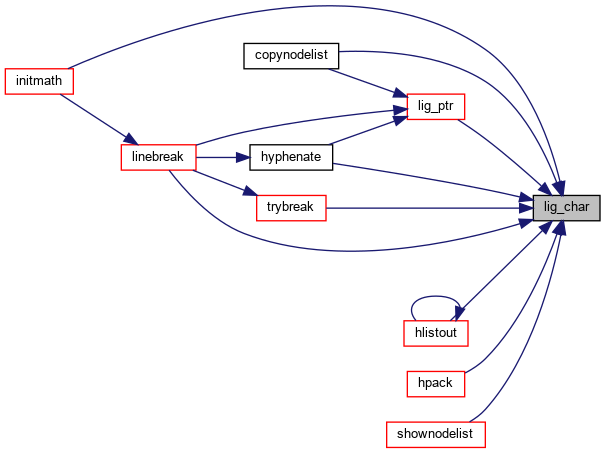 copynodelist
initmath
lig_ptr
linebreak
hyphenate
trybreak
lig_char
hlistout
hpack
shownodelist